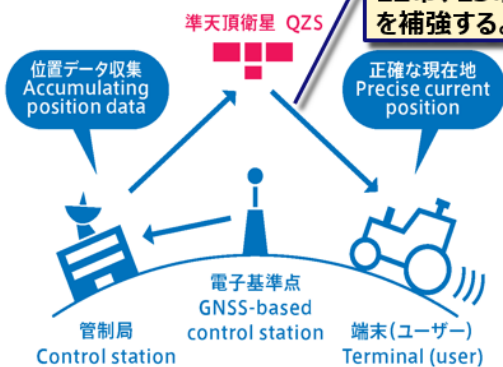 準天頂衛星 QZS
を補強する
位置データ収集
Accumulating
position data
正確な現在地
Precise current
position
電子基準点
GNSS-based
control station
管制局
Control station
端末(ユーザー)
Terminal (user)